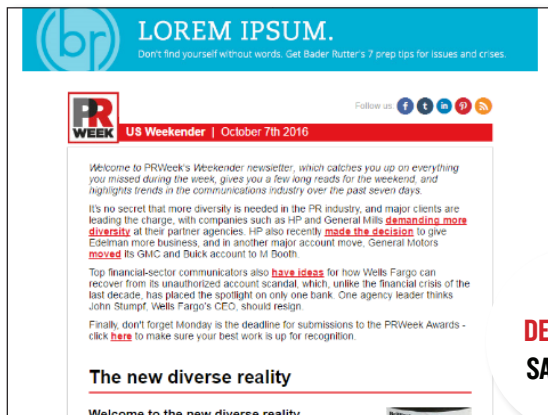 br
LOREM IPSUM.
Don't find yourself without words. Get Bader Rutter's 7 prep tips for issues and crises.
Follow us
PR
WEEK
US Weekender | October 7th 2016
Welcome to PRWeek's Weekender newsletter, which catches you up on everything
you missed during the week, gives you a few long reads for the weekend, and
highlights trends in the communications industry over the past seven days.
It's no secret that more diversity is needed in the PR industry, and major clients are
leading the charge, with companies such as HP and General Mills demanding more
diversity at their partner agencies. HP also recently made the decision to give
Edelman more business, and in another major account move, General Motors
moved its GMC and Buick account to M Booth.
Top financial-sector communicators also have ideas for how Wells Fargo can
recover from its unauthorized account scandal, which, unlike the financial crisis of the
last decade, has placed the spotlight on only one bank. One agency leader thinks
John Stumpf, Wells Fargo's CEO, should resign.
Finally, don't forget Monday is the deadline for submissions to the PRWeek Awards -
click here to make sure your best work is up for recognition.
The new diverse reality
Welcome to the new diverse reality
DE
SA